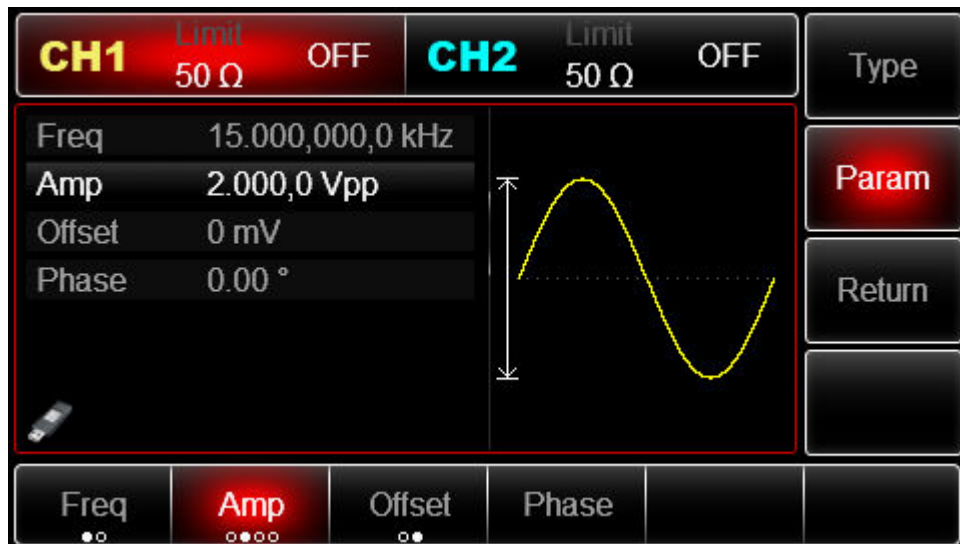 CH1 Limit 50 Ω OFF CH2 Limit 50 Ω OFF
Type
Freq 15.000,000,0 kHz
Amp 2.000,0 Vpp
Offset 0 mV
Phase 0.00 °
Param
Return
Freq Amp Offset Phase